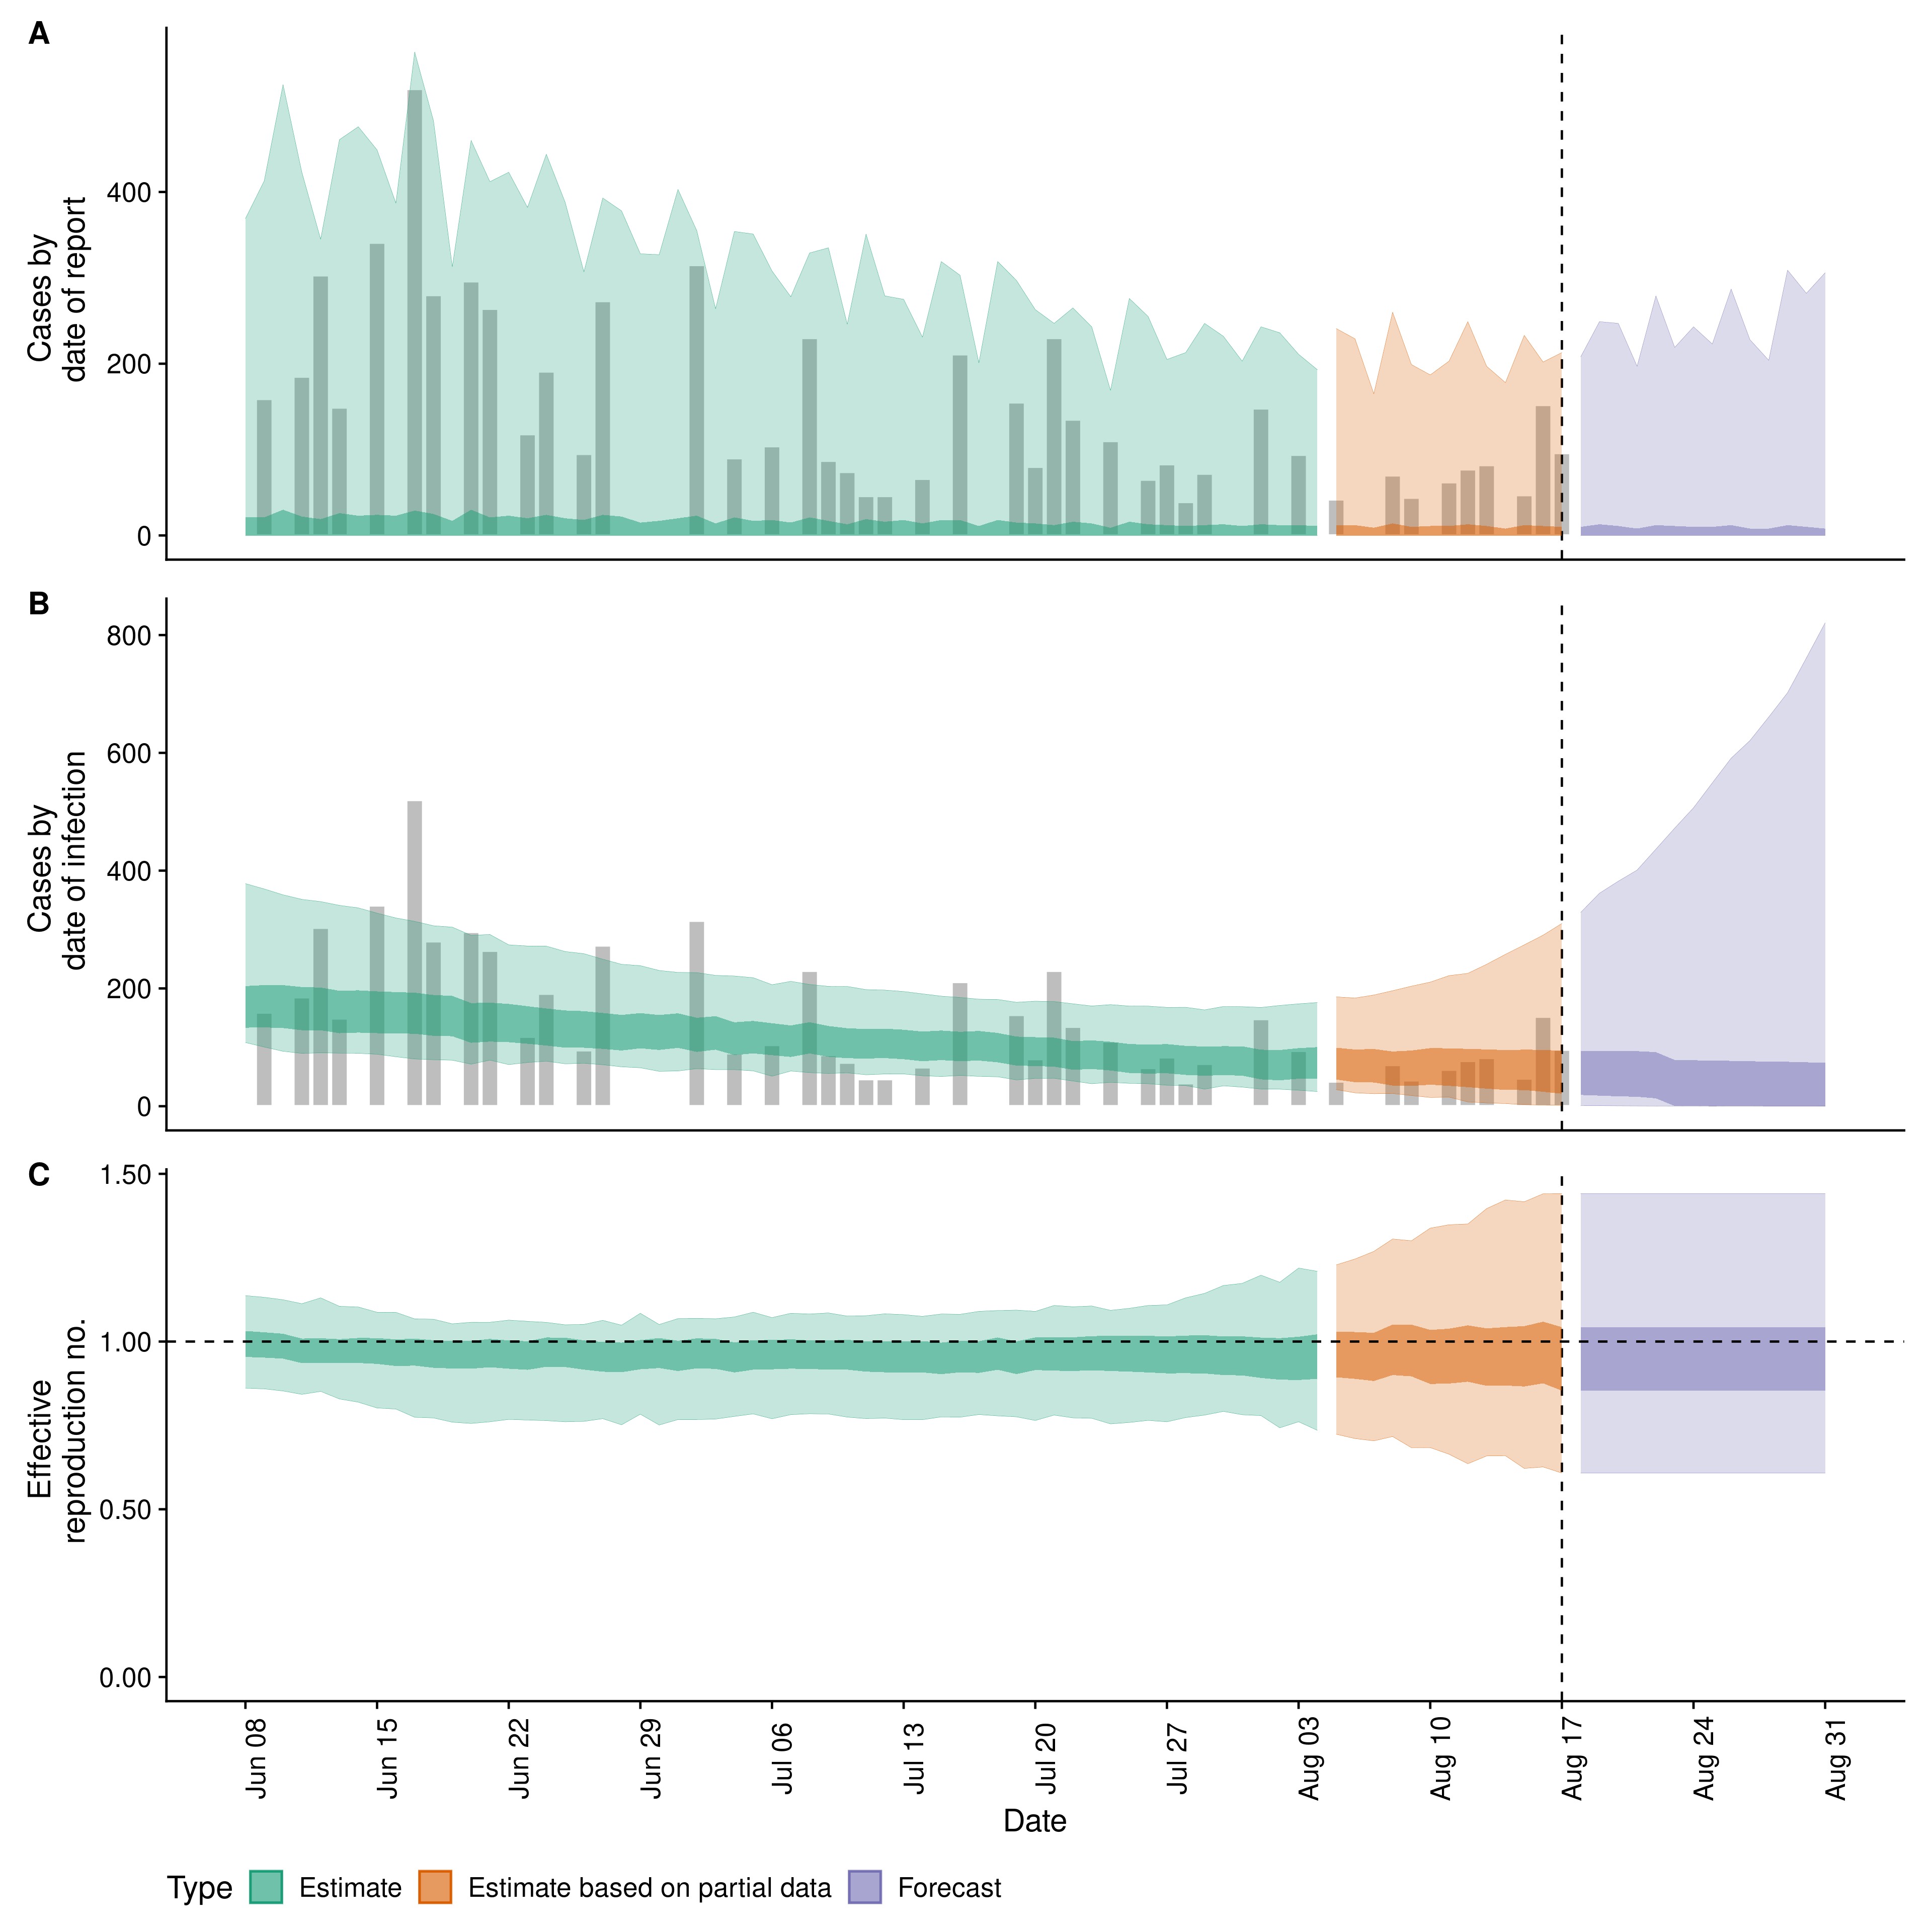 A
Cases by
date of report
400
200
0
B
Cases by
date of infection
800
600
400
200
0
C
Effective
reproduction no.
1.50
1.00
0.50
0.00
Jun 08
Jun 15
Jun 22
Jun 29
Jul 06
Jul 13
Jul 20
Jul 27
Aug 03
Aug 10
Aug 17
Aug 24
Aug 31
Date
Type Estimate Estimate based on partial data Forecast